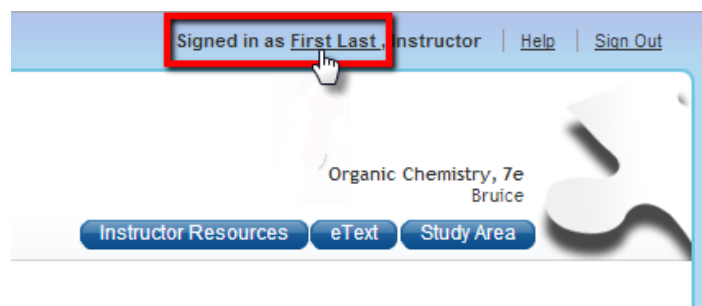 Signed in as First Last , Instructor | Help | Sign Out
Organic Chemistry, 7e
Bruice
Instructor Resources eText Study Area